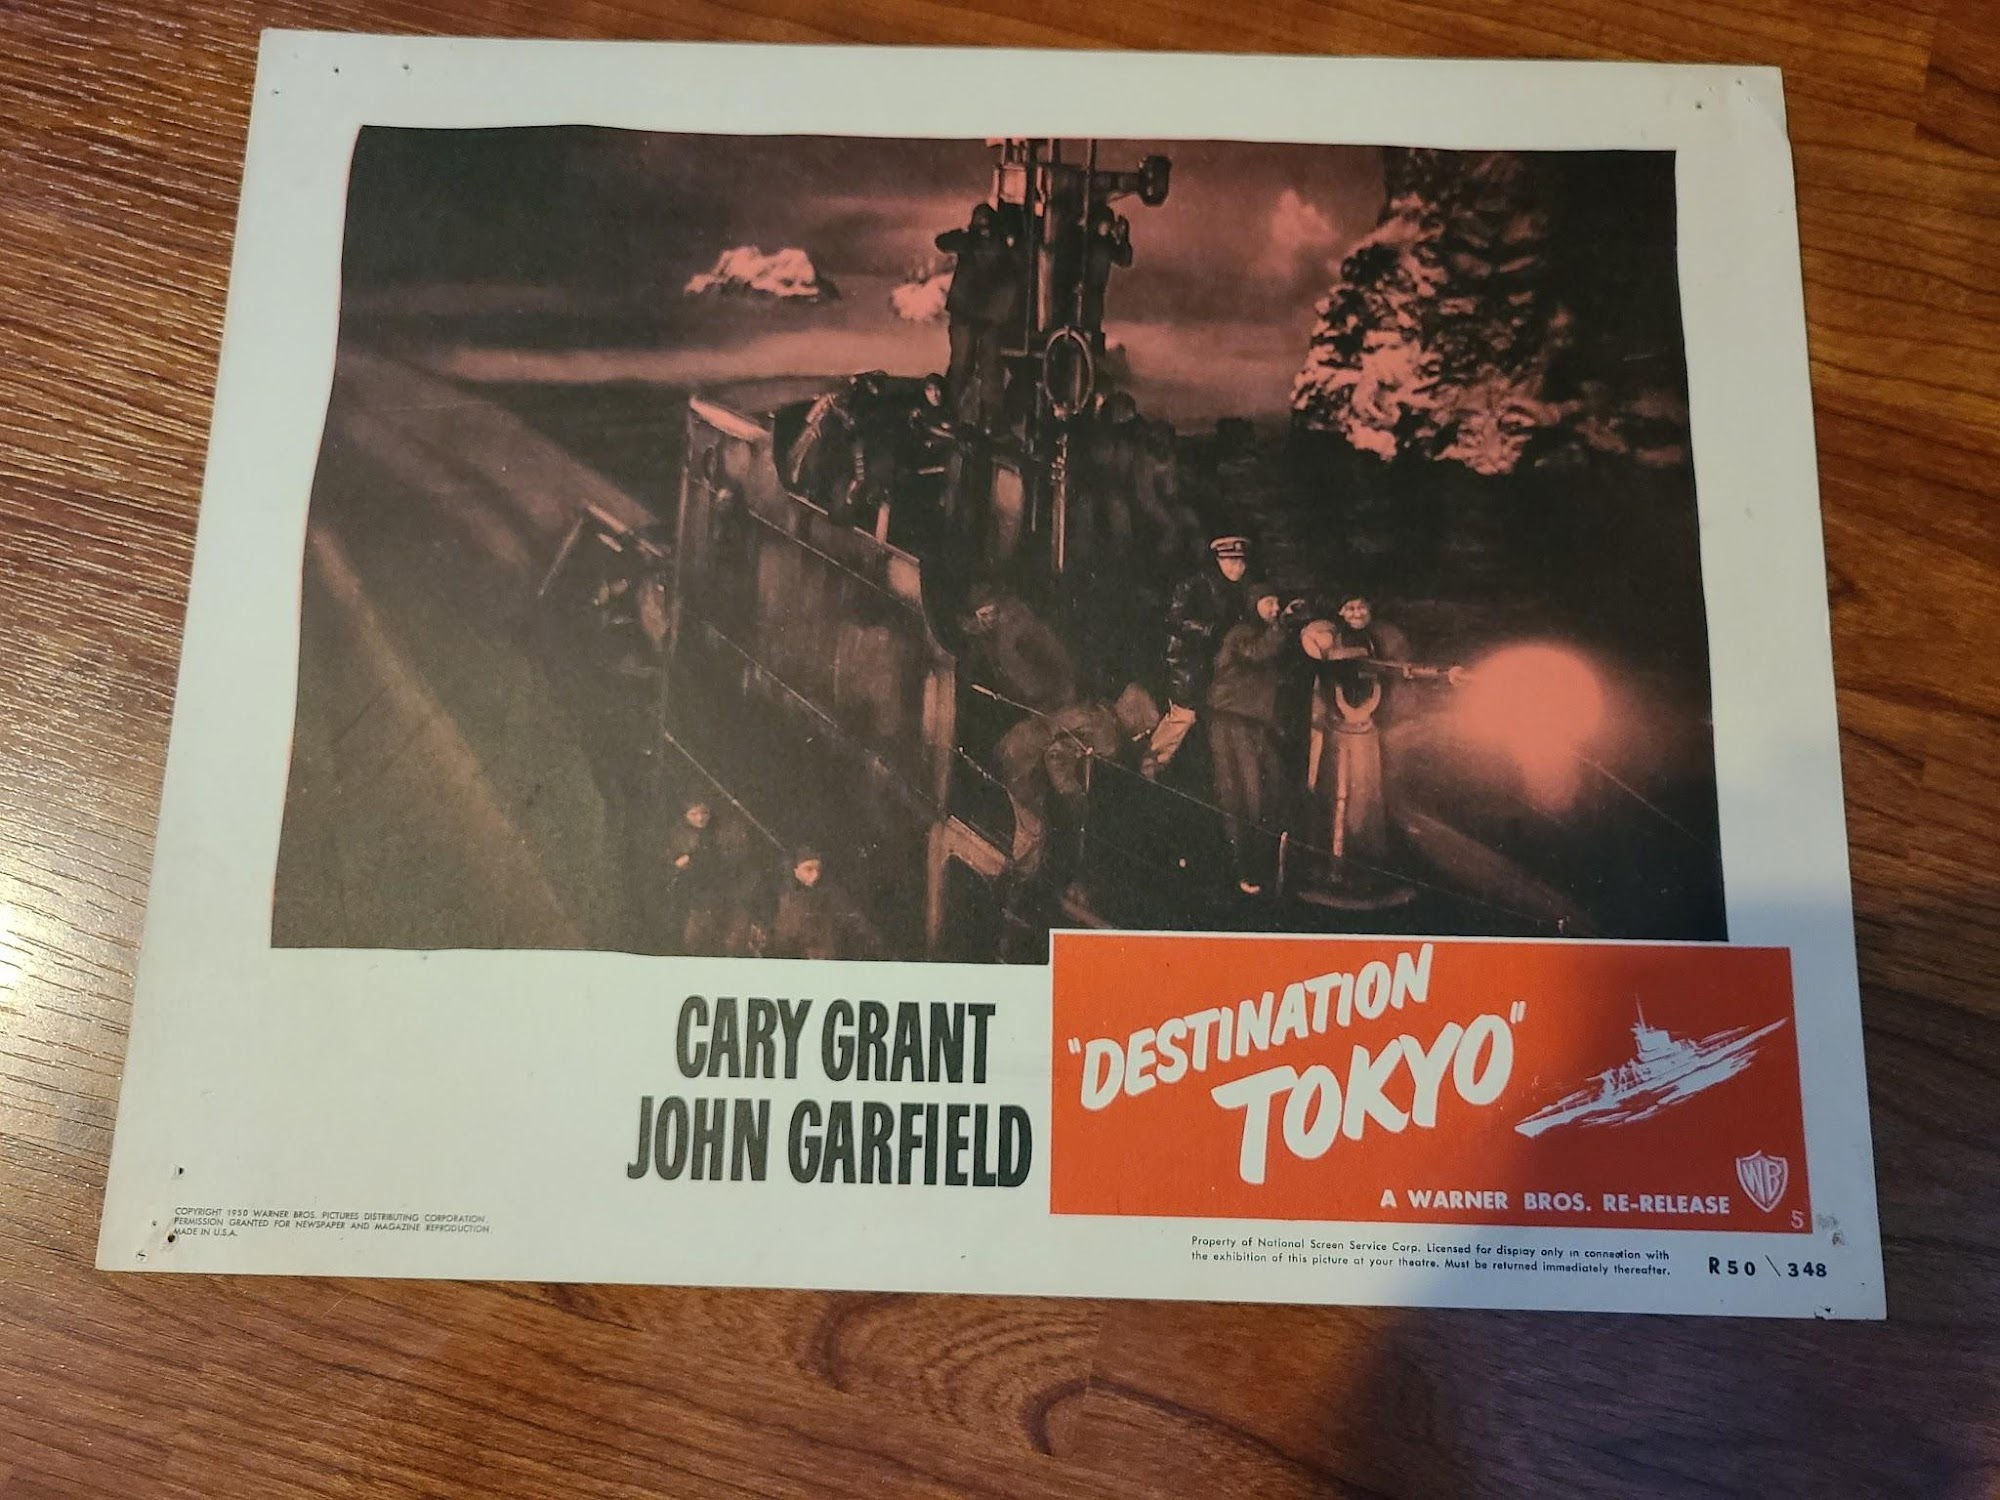 CARY GRANT
JOHN GARFIELD
"DESTINATION
TOKYO"
A WARNER BROS. RE-RELEASE
WB
5
COPYRIGHT 1950 WARNER BROS. PICTURES DISTRIBUTING CORPORATION.
PERMISSION GRANTED FOR NEWSPAPER AND MAGAZINE REPRODUCTION.
MADE IN U.S.A.
Property of National Screen Service Corp. Licensed for display only in connection with
the exhibition of this picture at your theatre. Must be returned immediately thereafter.
R50 \ 348